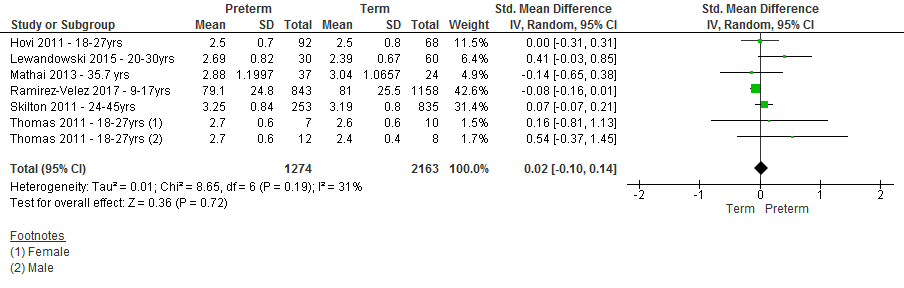 Preterm Term Std. Mean Difference Std. Mean Difference
Study or Subgroup Mean SD Total Mean SD Total Weight IV, Random, 95% CI IV, Random, 95% CI
Hovi 2011 - 18-27yrs 2.5 0.7 92 2.5 0.8 68 11.5% 0.00 [-0.31, 0.31]
Lewandowski 2015 - 20-30yrs 2.69 0.82 30 2.39 0.67 60 6.4% 0.41 [-0.03, 0.85]
Mathai 2013 - 35.7 yrs 2.88 1.1997 37 3.04 1.0657 24 4.9% -0.14 [-0.65, 0.38]
Ramirez-Velez 2017 - 9-17yrs 79.1 24.8 843 81 25.5 1158 42.6% -0.08 [-0.16, 0.01]
Skilton 2011 - 24-45yrs 3.25 0.84 253 3.19 0.8 835 31.1% 0.07 [-0.07, 0.21]
Thomas 2011 - 18-27yrs (1) 2.7 0.6 7 2.6 0.6 10 1.9% 0.16 [-0.81, 1.13]
Thomas 2011 - 18-27yrs (2) 2.7 0.6 12 2.4 0.4 8 1.7% 0.54 [-0.37, 1.45]
Total (95% CI) 1274 2163 100.0% 0.02 [-0.10, 0.14]
Heterogeneity: Tau² = 0.01; Chi² = 8.65, df = 6 (P = 0.19); I² = 31%
Test for overall effect: Z = 0.36 (P = 0.72)
-2 -1 0 1 2
Term Preterm
Footnotes
(1) Female
(2) Male